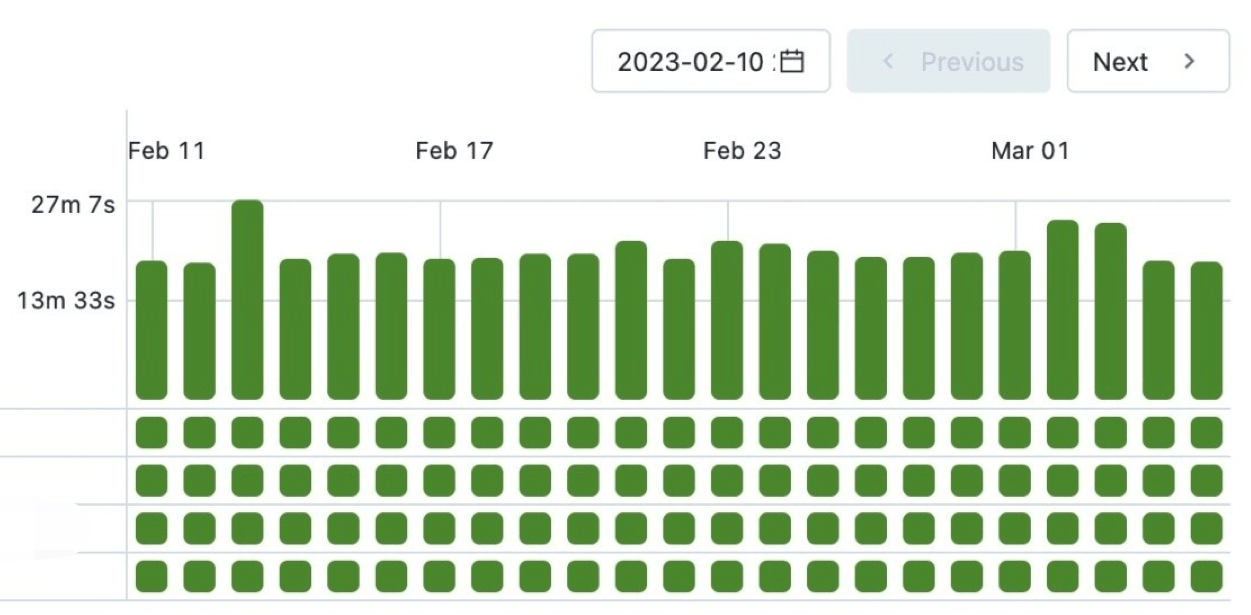 2023-02-10 :
Previous
Next
Feb 11
Feb 17
Feb 23
Mar 01
27m 7s
13m 33s